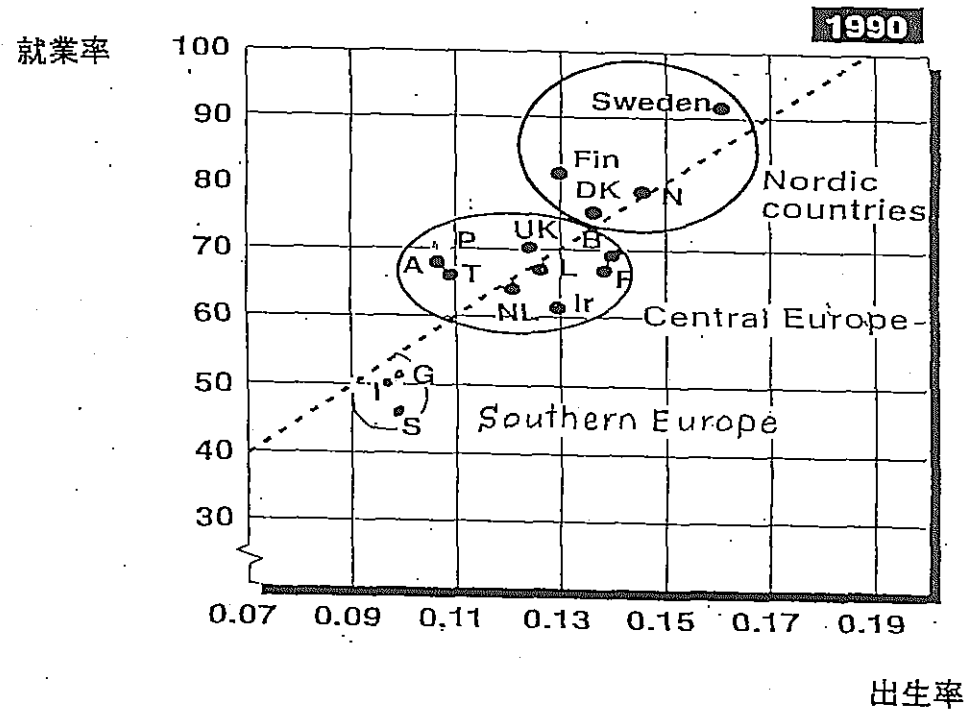 1990
就業率
100
90
80
70
60
50
40
30
Sweden
Fin
DK
N
Nordic
countries
P
UK
B
A
T
L
F
NL
Ir
Central Europe
G
I
S
Southern Europe
0.07 0.09 0.11 0.13 0.15 0.17 0.19
出生率